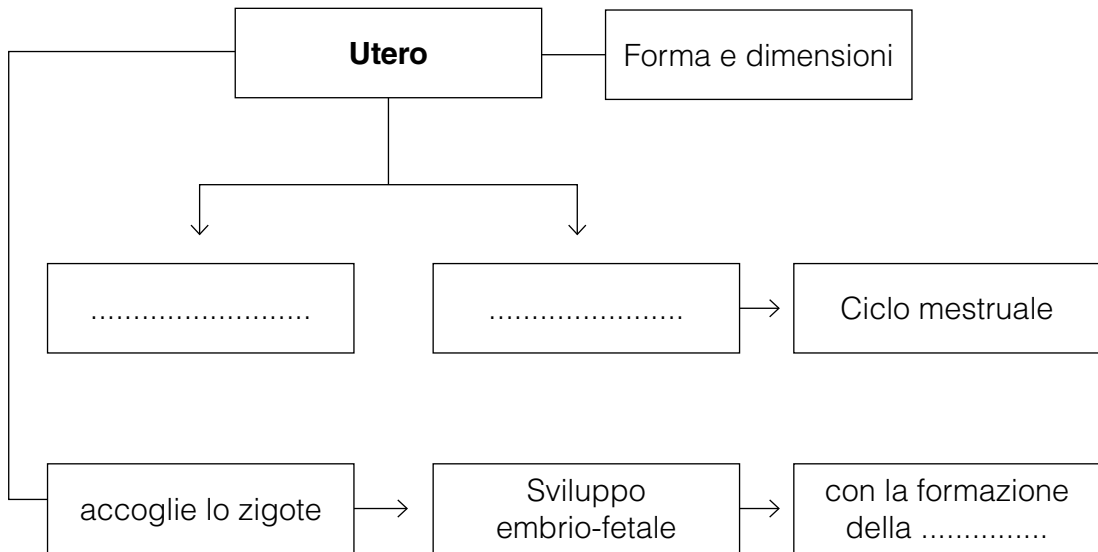 Utero
Forma e dimensioni
..........................
.......................
Ciclo mestruale
accoglie lo zigote
Sviluppo
embrio-fetale
con la formazione
della ...............